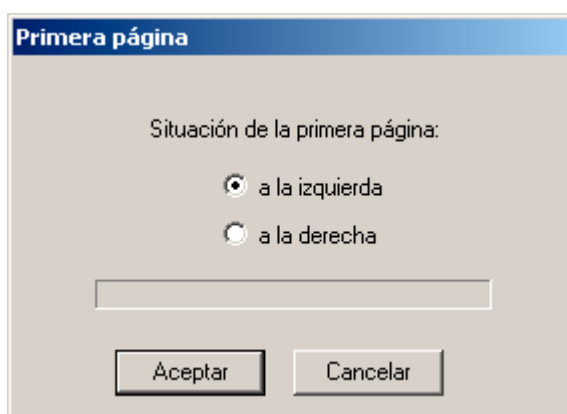 Primera página
Situación de la primera página:
a la izquierda
a la derecha
Aceptar Cancelar